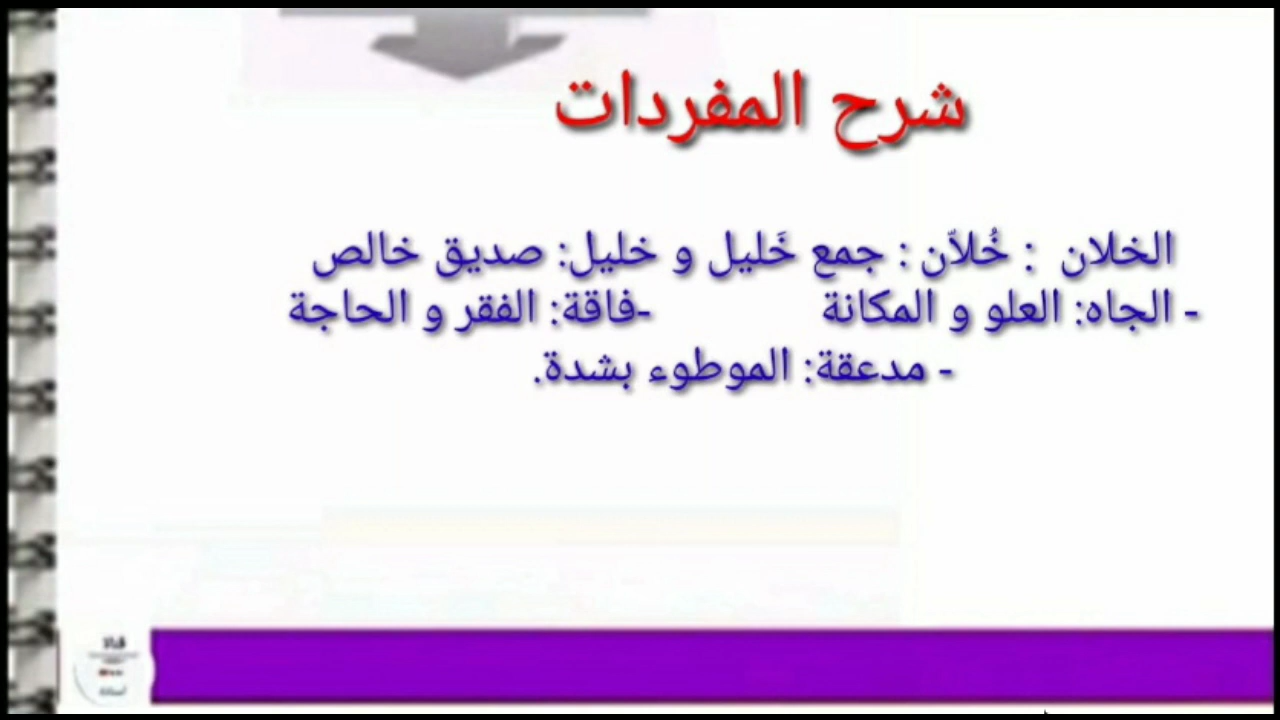 شرح المفردات
الخلان : خُلاّن : جمع خَليل و خليل: صديق خالص
- الجاه: العلو و المكانة -فاقة: الفقر و الحاجة
- مدعقة: الموطوء بشدة.